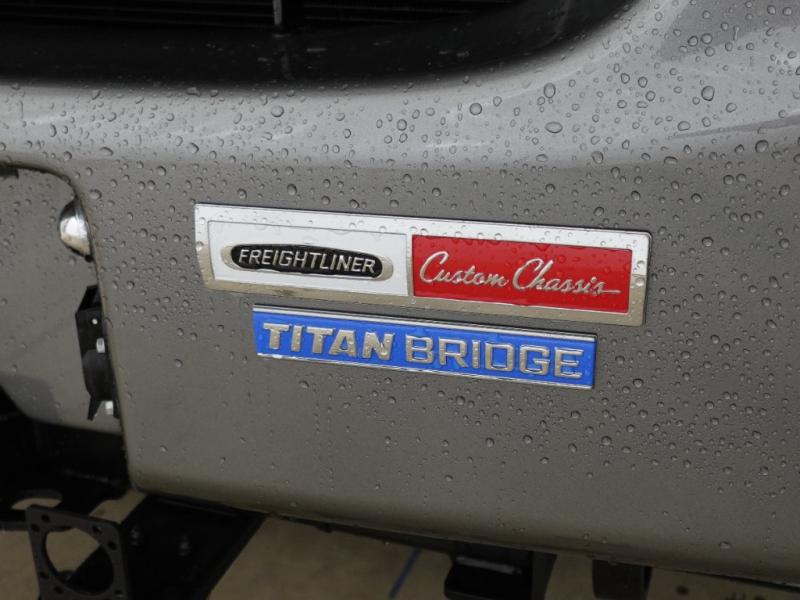 FREIGHTLINER Custom Chassis
TITAN BRIDGE